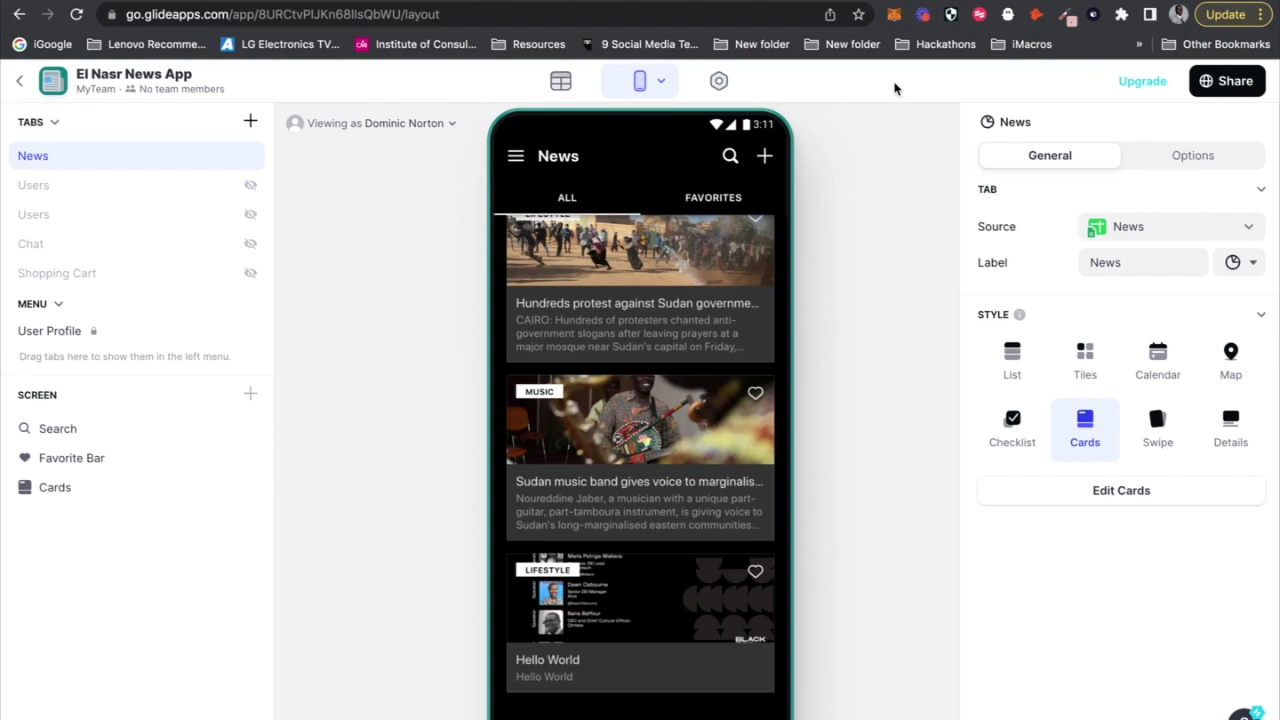 go.glideapps.com/app/8URCtvPlJKn68IlsQbWU/layout
Update
iGoogle
Lenovo Recomme...
LG Electronics TV...
Institute of Consul...
Resources
9 Social Media Te...
New folder
New folder
Hackathons
iMacros
»
Other Bookmarks
El Nasr News App
MyTeam · No team members
Upgrade
Share
TABS
News
Users
Users
Chat
Shopping Cart
MENU
User Profile
Drag tabs here to show them in the left menu.
SCREEN
Search
Favorite Bar
Cards
Viewing as Dominic Norton
3:11
News
ALL
FAVORITES
LIFESTYLE
Hundreds protest against Sudan governme...
CAIRO: Hundreds of protesters chanted anti-
government slogans after leaving prayers at a
major mosque near Sudan's capital on Friday,...
MUSIC
Sudan music band gives voice to marginalis...
Noureddine Jaber, a musician with a unique part-
guitar, part-tamboura instrument, is giving voice to
Sudan's long-marginalised eastern communities...
LIFESTYLE
Dawn Osbourne
BLACK
Hello World
Hello World
News
General
Options
TAB
Source
News
Label
News
STYLE
List
Tiles
Calendar
Map
Checklist
Cards
Swipe
Details
Edit Cards